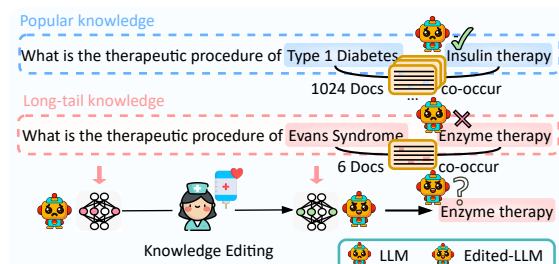 Popular knowledge
What is the therapeutic procedure of Type 1 Diabetes Insulin therapy
1024 Docs ... co-occur
Long-tail knowledge
What is the therapeutic procedure of Evans Syndrome Enzyme therapy
6 Docs co-occur
?
Enzyme therapy
Knowledge Editing
LLM Edited-LLM